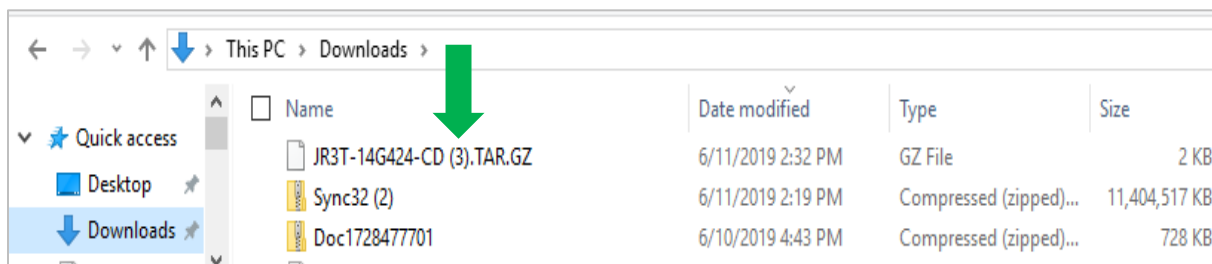 This PC > Downloads >
Quick access
Desktop
Downloads
Name Date modified Type Size
JR3T-14G424-CD (3).TAR.GZ 6/11/2019 2:32 PM GZ File 2 KB
Sync32 (2) 6/11/2019 2:19 PM Compressed (zipped)... 11,404,517 KB
Doc1728477701 6/10/2019 4:43 PM Compressed (zipped)... 728 KB